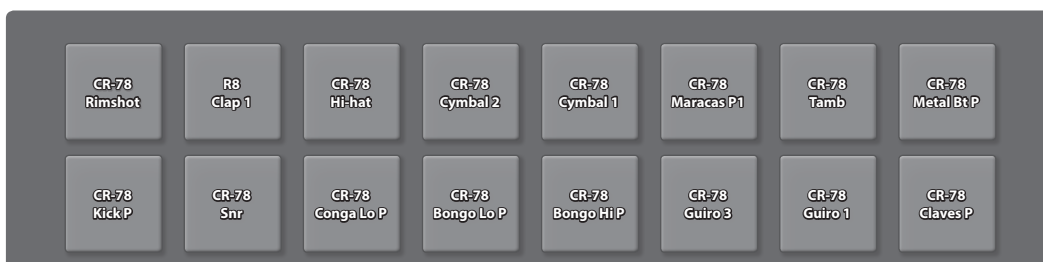 CR-78
Rimshot
R8
Clap 1
CR-78
Hi-hat
CR-78
Cymbal 2
CR-78
Cymbal 1
CR-78
Maracas P1
CR-78
Tamb
CR-78
Metal Bt P
CR-78
Kick P
CR-78
Snr
CR-78
Conga Lo P
CR-78
Bongo Lo P
CR-78
Bongo Hi P
CR-78
Guiro 3
CR-78
Guiro 1
CR-78
Claves P